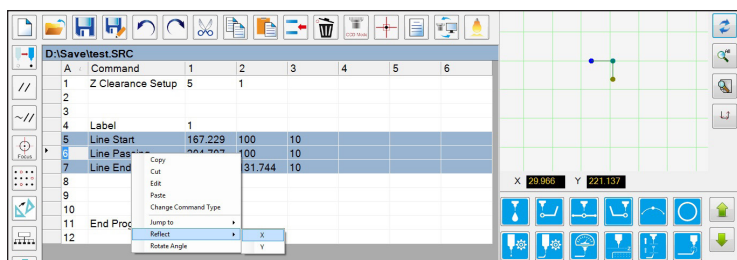 CCD Mode
D:\Save\test.SRC
A Command 1 2 3 4 5 6
1 Z Clearance Setup 5 1
2
3
4 Label 1
5 Line Start 167.229 100 10
6 Line Passing 100 10
7 Line End 131.744 10
8
9
10
11 End Prog
12
Focus
Copy
Cut
Edit
Paste
Change Command Type
Jump to
Reflect
Rotate Angle
X
Y
X 29.966 Y 221.137